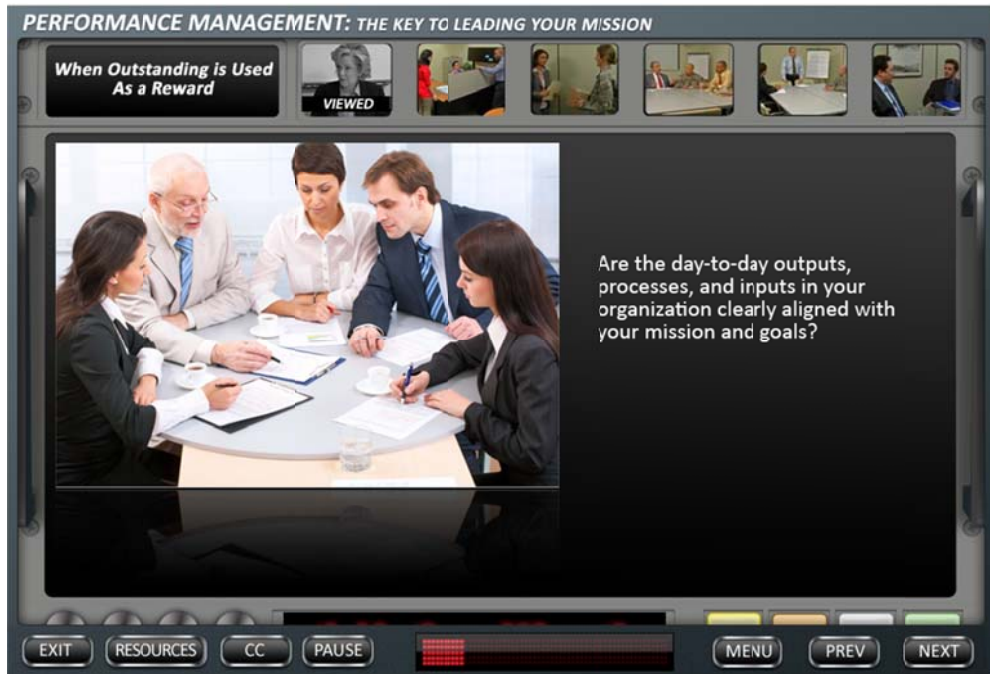 PERFORMANCE MANAGEMENT: THE KEY TO LEADING YOUR MISSION
When Outstanding is Used
As a Reward
VIEWED
Are the day-to-day outputs,
processes, and inputs in your
organization clearly aligned with
your mission and goals?
EXIT
RESOURCES
CC
PAUSE
MENU
PREV
NEXT